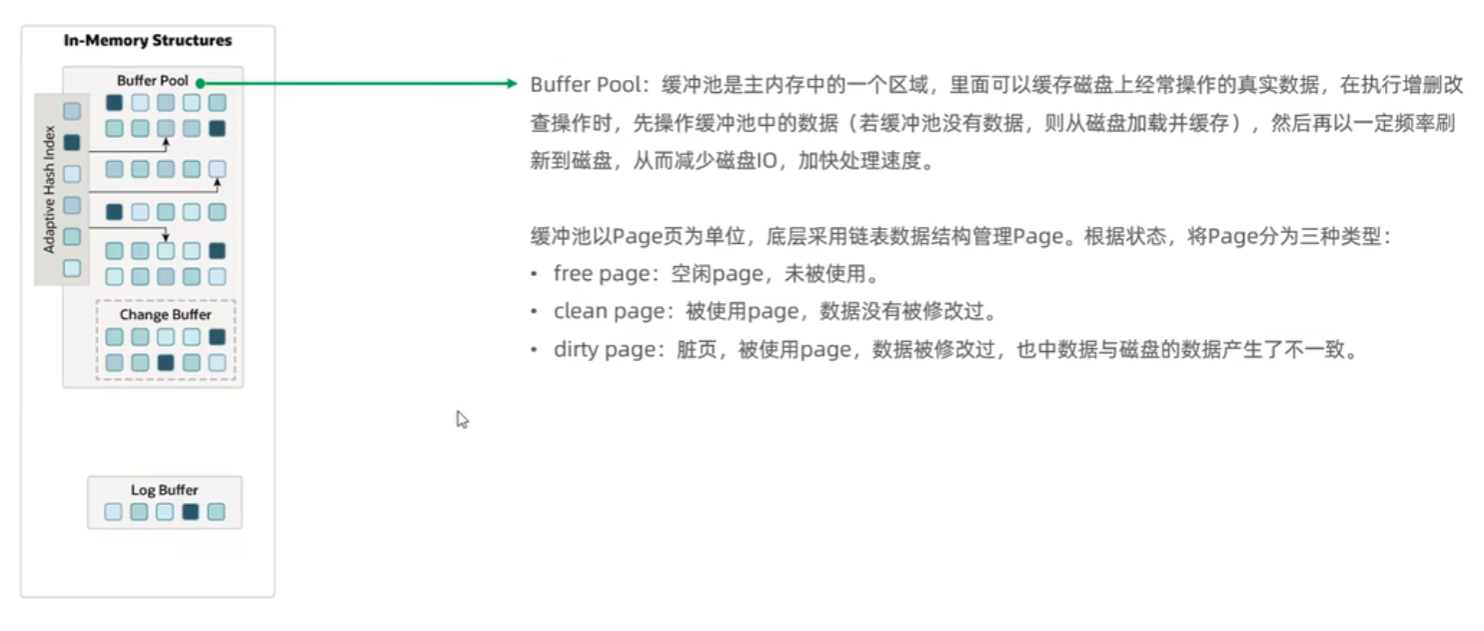 In-Memory Structures
Buffer Pool
Adaptive Hash Index
Change Buffer
Log Buffer
Buffer Pool：缓冲池是主内存中的一个区域，里面可以缓存磁盘上经常操作的真实数据，在执行增删改
查操作时，先操作缓冲池中的数据（若缓冲池没有数据，则从磁盘加载并缓存），然后再以一定频率刷
新到磁盘，从而减少磁盘IO，加快处理速度。
缓冲池以Page页为单位，底层采用链表数据结构管理Page。根据状态，将Page分为三种类型：
• free page：空闲page，未被使用。
• clean page：被使用page，数据没有被修改过。
• dirty page：脏页，被使用page，数据被修改过，也中数据与磁盘的数据产生了不一致。